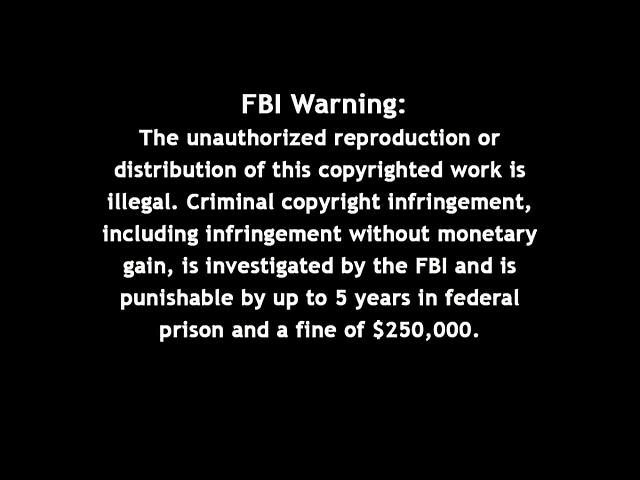 FBI Warning:
The unauthorized reproduction or
distribution of this copyrighted work is
illegal. Criminal copyright infringement,
including infringement without monetary
gain, is investigated by the FBI and is
punishable by up to 5 years in federal
prison and a fine of $250,000.